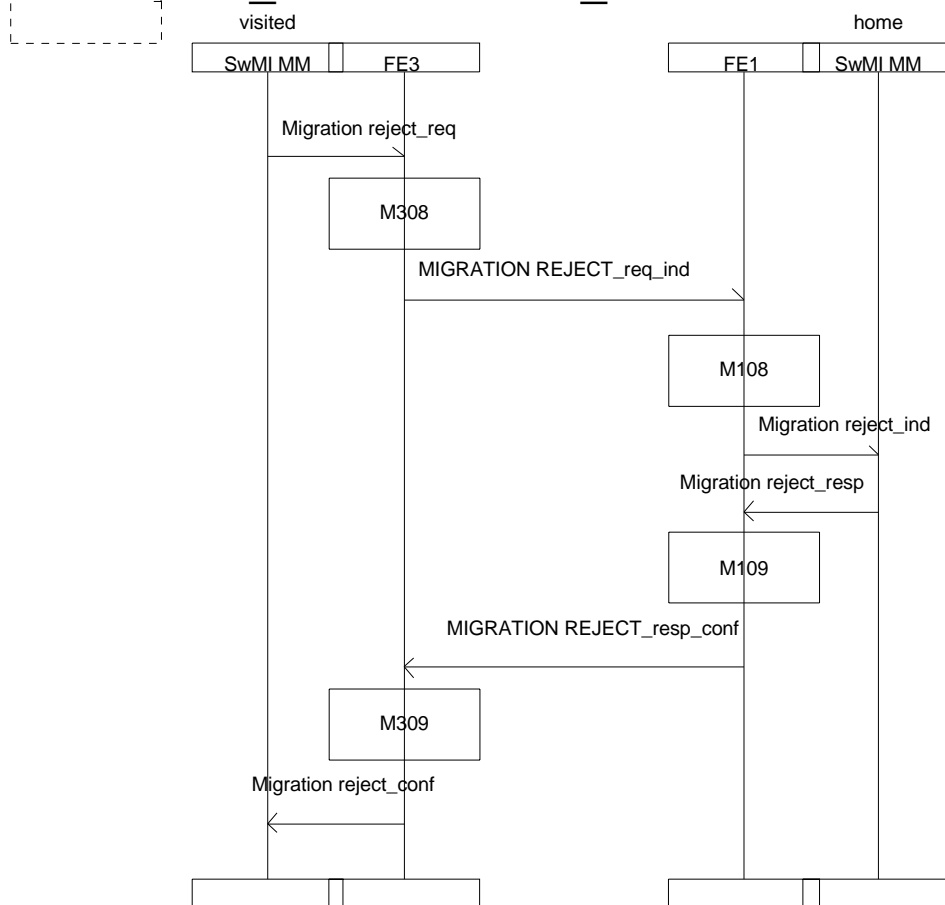 visited home
SwMI MM FE3 FE1 SwMI MM
Migration reject_req
M308
MIGRATION REJECT_req_ind
M108
Migration reject_ind
Migration reject_resp
M109
MIGRATION REJECT_resp_conf
M309
Migration reject_conf